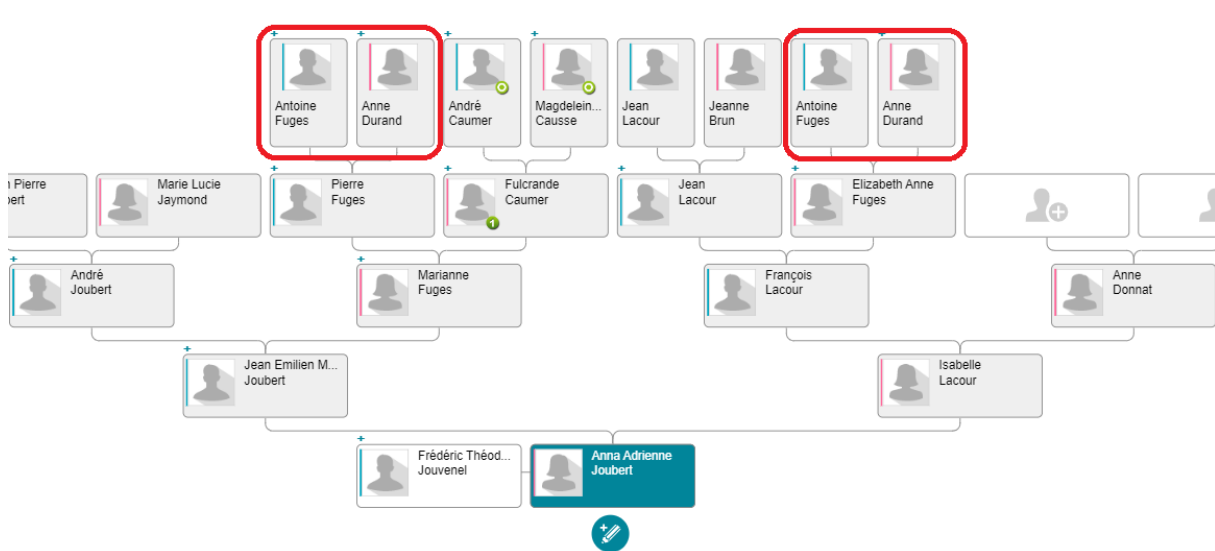 Antoine
Fuges
Anne
Durand
André
Caumer
Magdelein...
Causse
Jean
Lacour
Jeanne
Brun
Antoine
Fuges
Anne
Durand
Pierre
Marie Lucie
Jaymond
Pierre
Fuges
Fulcrande
Caumer
1
Jean
Lacour
Elizabeth Anne
Fuges
André
Joubert
Marianne
Fuges
François
Lacour
Anne
Donnat
Jean Emilien M...
Joubert
Isabelle
Lacour
Frédéric Théod...
Jouvenel
Anna Adrienne
Joubert